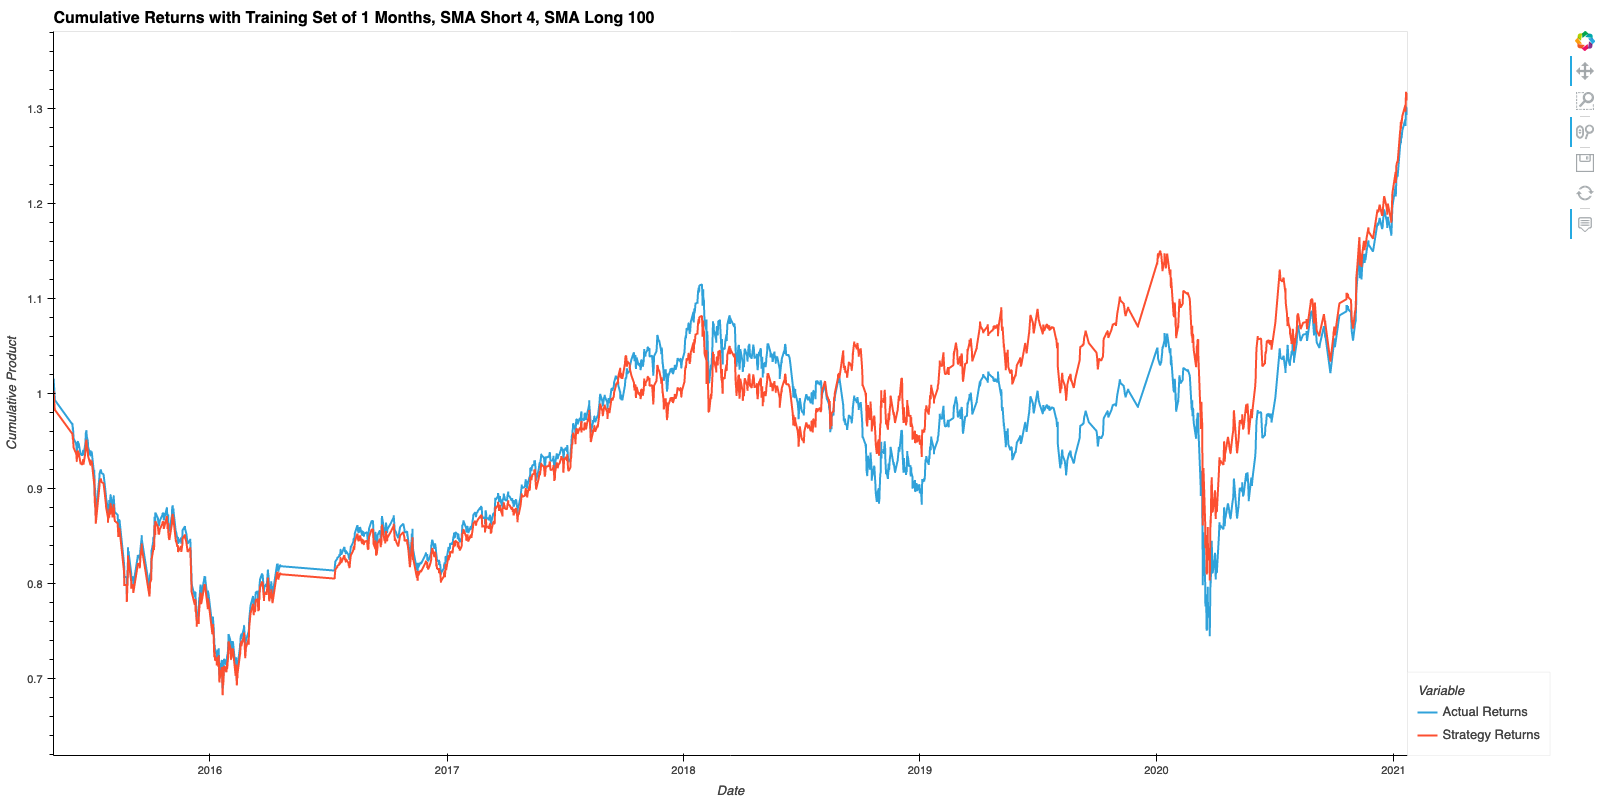 Cumulative Returns with Training Set of 1 Months, SMA Short 4, SMA Long 100
Cumulative Product
1.3
1.2
1.1
1
0.9
0.8
0.7
2016
2017
2018
2019
2020
2021
Date
Variable
Actual Returns
Strategy Returns